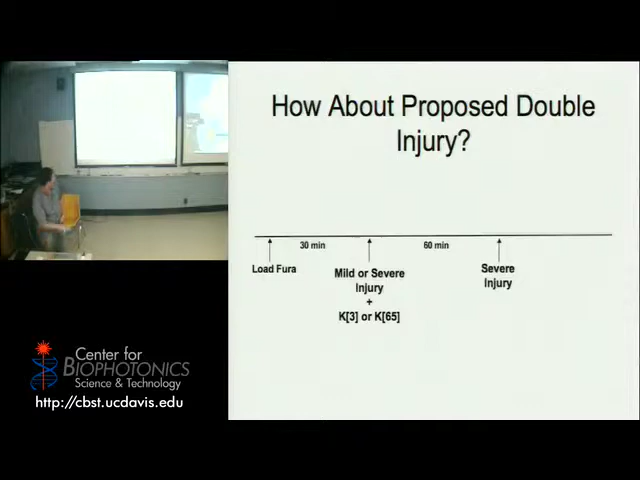 How About Proposed Double
Injury?
30 min
60 min
Load Fura
Mild or Severe
Injury
+
K[3] or K[65]
Severe
Injury
Center for
BIOPHOTONICS
Science & Technology
http://cbst.ucdavis.edu